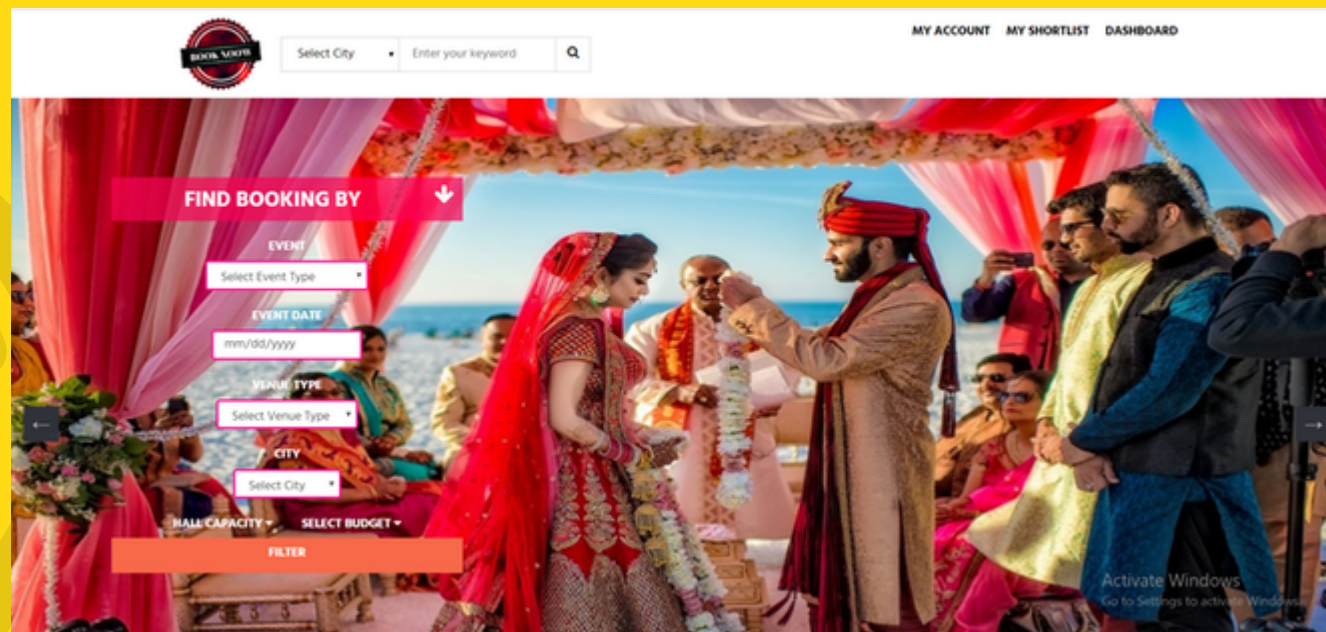 BOOK NOOW
Select City
Enter your keyword
MY ACCOUNT MY SHORTLIST DASHBOARD
FIND BOOKING BY
EVENT
Select Event Type
EVENT DATE
mm/dd/yyyy
VENUE TYPE
Select Venue Type
CITY
Select City
HALL CAPACITY SELECT BUDGET
FILTER
Activate Windows
Go to Settings to activate Windows.